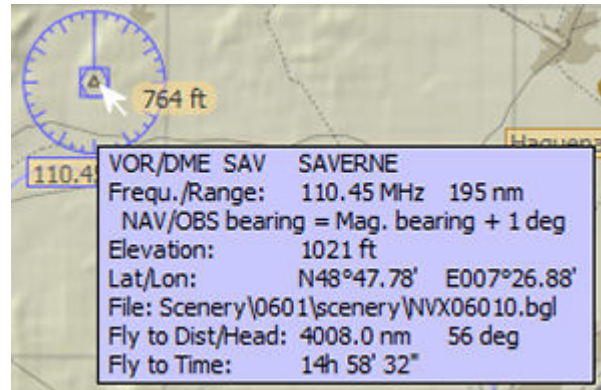 764 ft
Haguena
110.45
VOR/DME SAV SAVERNE
Frequ./Range: 110.45 MHz 195 nm
NAV/OBS bearing = Mag. bearing + 1 deg
Elevation: 1021 ft
Lat/Lon: N48°47.78' E007°26.88'
File: Scenery\0601\scenery\NVX06010.bgl
Fly to Dist/Head: 4008.0 nm 56 deg
Fly to Time: 14h 58' 32"